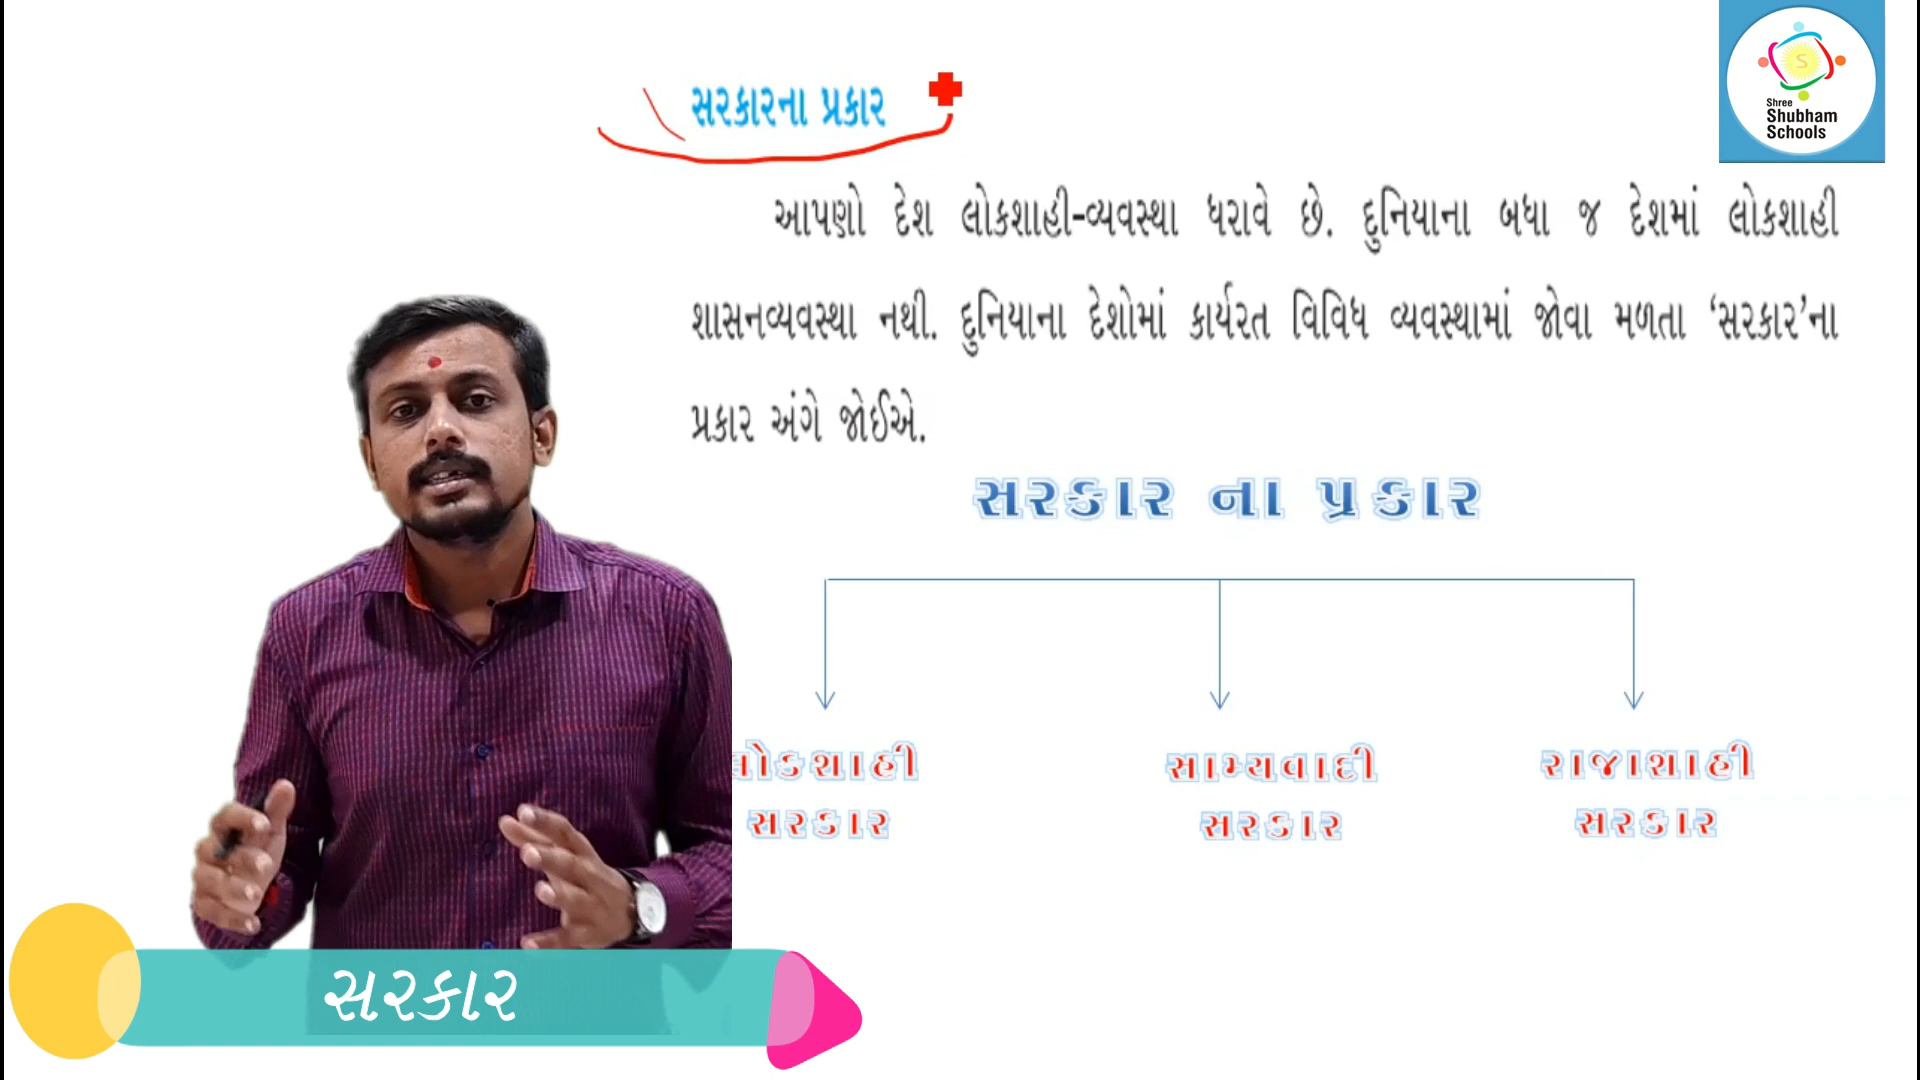 સરકારના પ્રકાર
Shree
Shubham
Schools
આપણો દેશ લોકશાહી-વ્યવસ્થા ધરાવે છે. દુનિયાના બધા જ દેશમાં લોકશાહી
શાસનવ્યવસ્થા નથી. દુનિયાના દેશોમાં કાર્યરત વિવિધ વ્યવસ્થામાં જોવા મળતા ‘સરકાર’ના
પ્રકાર અંગે જોઈએ.
સરકાર ના પ્રકાર
લોકશાહી
સરકાર
સામ્યવાદી
સરકાર
રાજાશાહી
સરકાર
સરકાર